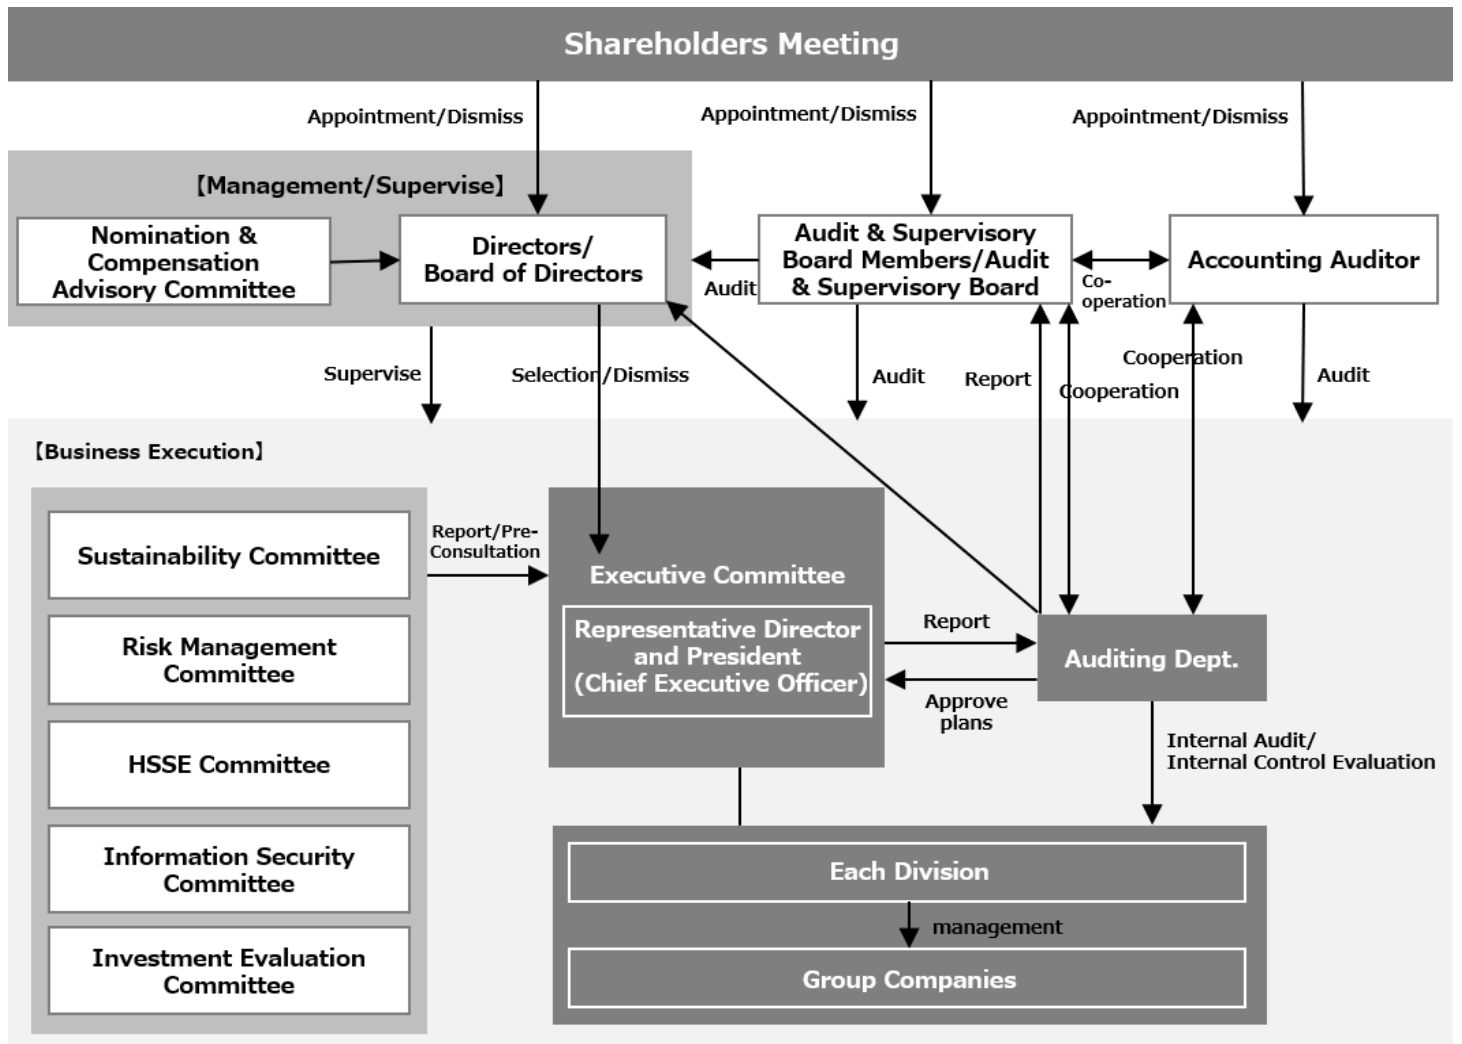 Shareholders Meeting
Appointment/Dismiss
Appointment/Dismiss
Appointment/Dismiss
【Management/Supervise】
Nomination &
Compensation
Advisory Committee
Directors/
Board of Directors
Audit & Supervisory
Board Members/Audit
& Supervisory Board
Accounting Auditor
Audit
Co-
operation
Supervise
Selection/Dismiss
Audit
Report
Cooperation
Cooperation
Audit
【Business Execution】
Sustainability Committee
Risk Management
Committee
HSSE Committee
Information Security
Committee
Investment Evaluation
Committee
Report/Pre-
Consultation
Executive Committee
Representative Director
and President
(Chief Executive Officer)
Report
Approve
plans
Auditing Dept.
Internal Audit/
Internal Control Evaluation
Each Division
management
Group Companies